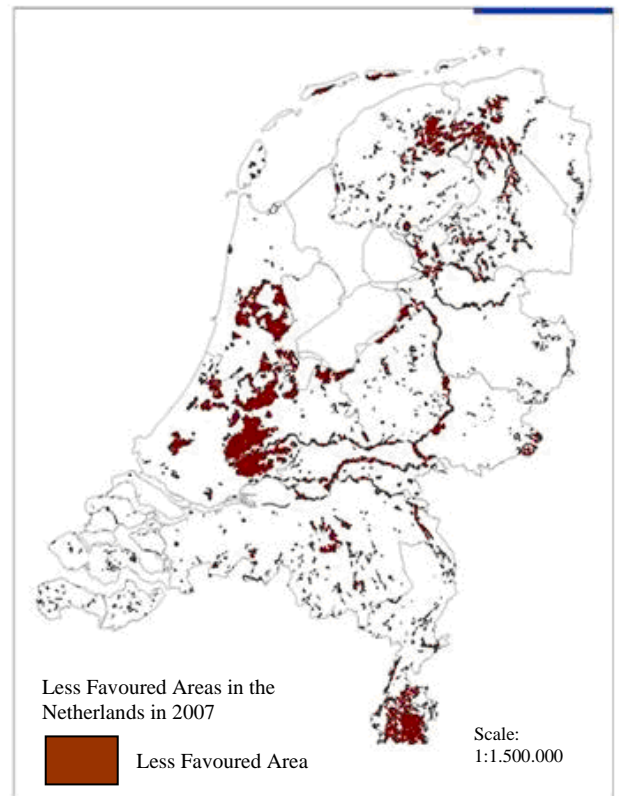 Less Favoured Areas in the
Netherlands in 2007
Less Favoured Area
Scale:
1:1.500.000